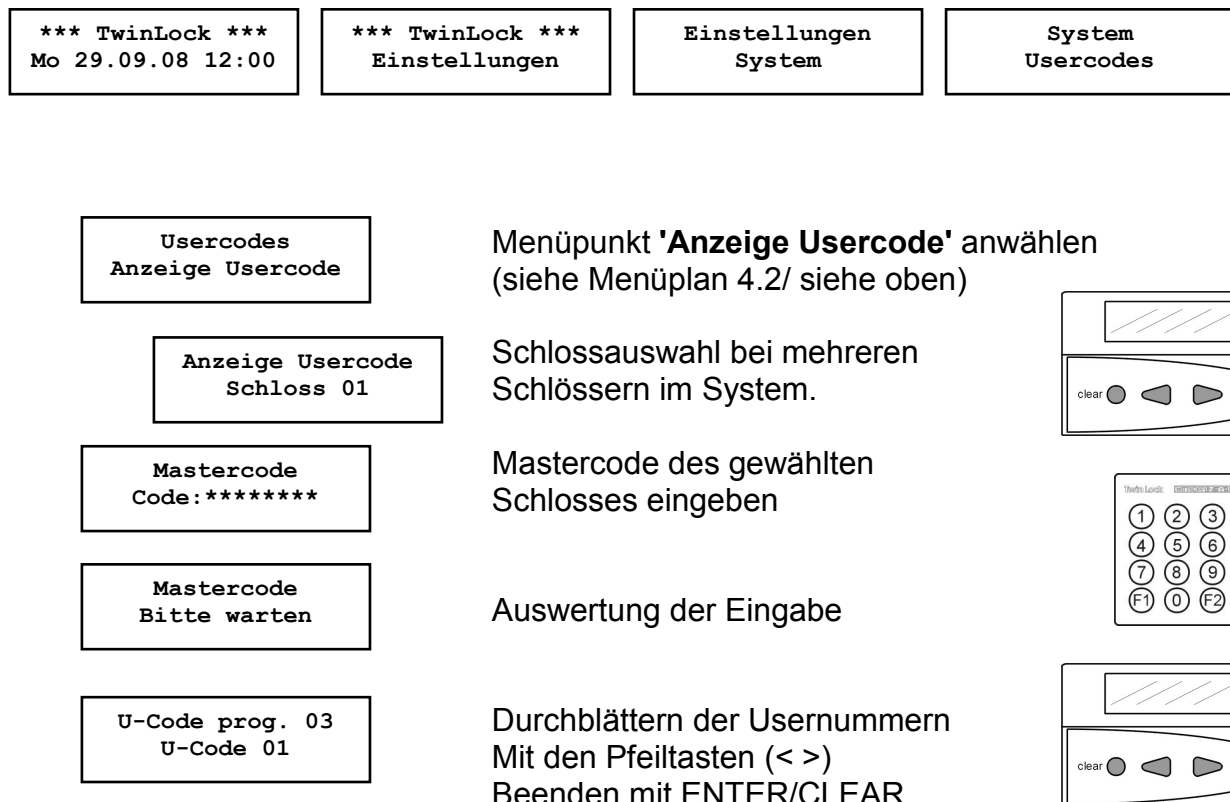 *** TwinLock ***
Mo 29.09.08 12:00
*** TwinLock ***
Einstellungen
Einstellungen
System
System
Usercodes
Usercodes
Anzeige Usercode
Menüpunkt 'Anzeige Usercode' anwählen
(siehe Menüplan 4.2/ siehe oben)
Anzeige Usercode
Schloss 01
Schlossauswahl bei mehreren
Schlössern im System.
clear
Mastercode
Code:********
Mastercode des gewählten
Schlosses eingeben
Twin Lock
1 2 3
4 5 6
7 8 9
F1 0 F2
Mastercode
Bitte warten
Auswertung der Eingabe
U-Code prog. 03
U-Code 01
Durchblättern der Usernummern
Mit den Pfeiltasten (< >)
Beenden mit ENTER/CLEAR
clear